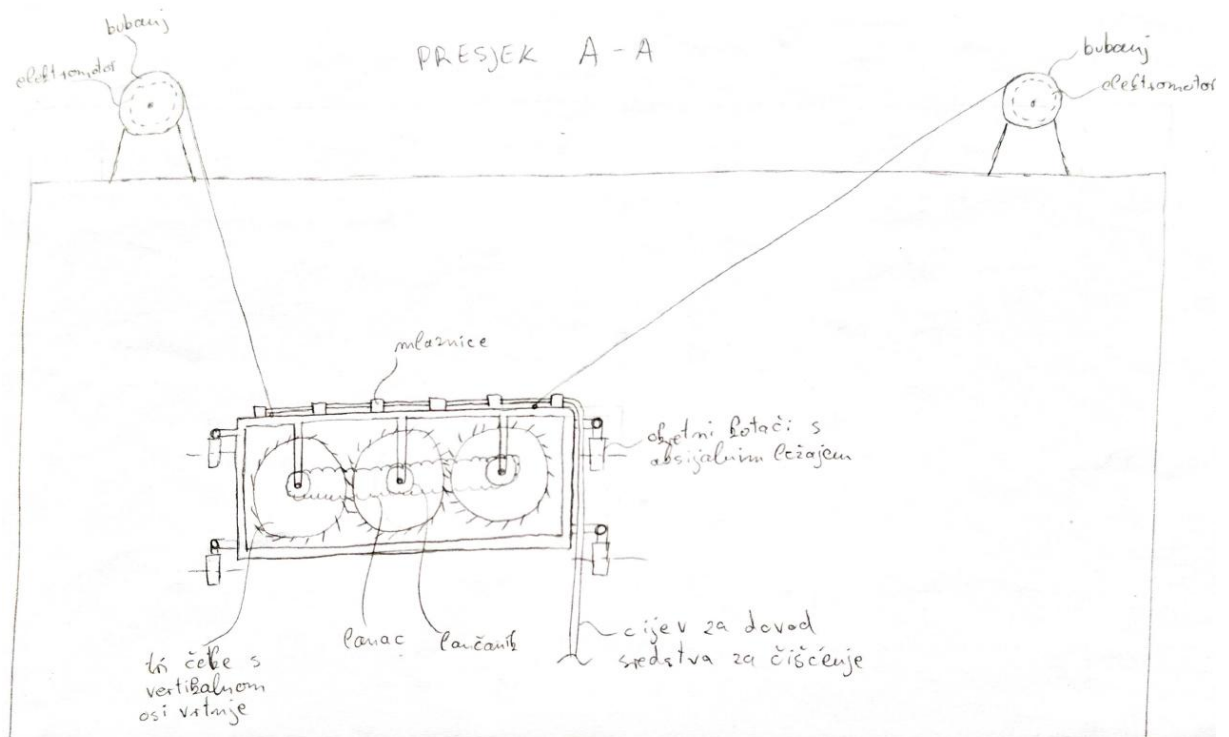 bubanj
elektromotor
PRESJEK A-A
bubanj
elektromotor
mlaznice
okretni kotači s
aksijalnim ležajem
tri čeke s
vertikalnom
osi vrtnje
lanac
lančanik
cijev za dovod
sredstva za čišćenje